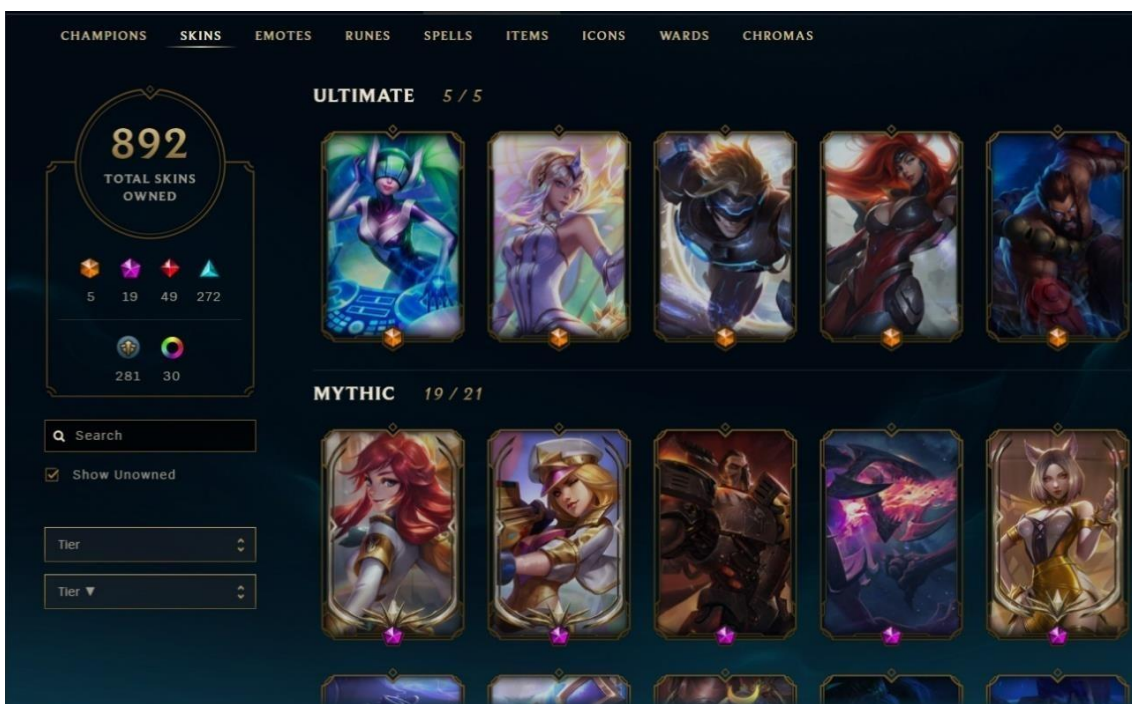 CHAMPIONS SKINS EMOTES RUNES SPELLS ITEMS ICONS WARDS CHROMAS
892
TOTAL SKINS
OWNED
5 19 49 272
281 30
Search
Show Unowned
Tier
Tier ▼
ULTIMATE 5 / 5
MYTHIC 19 / 21